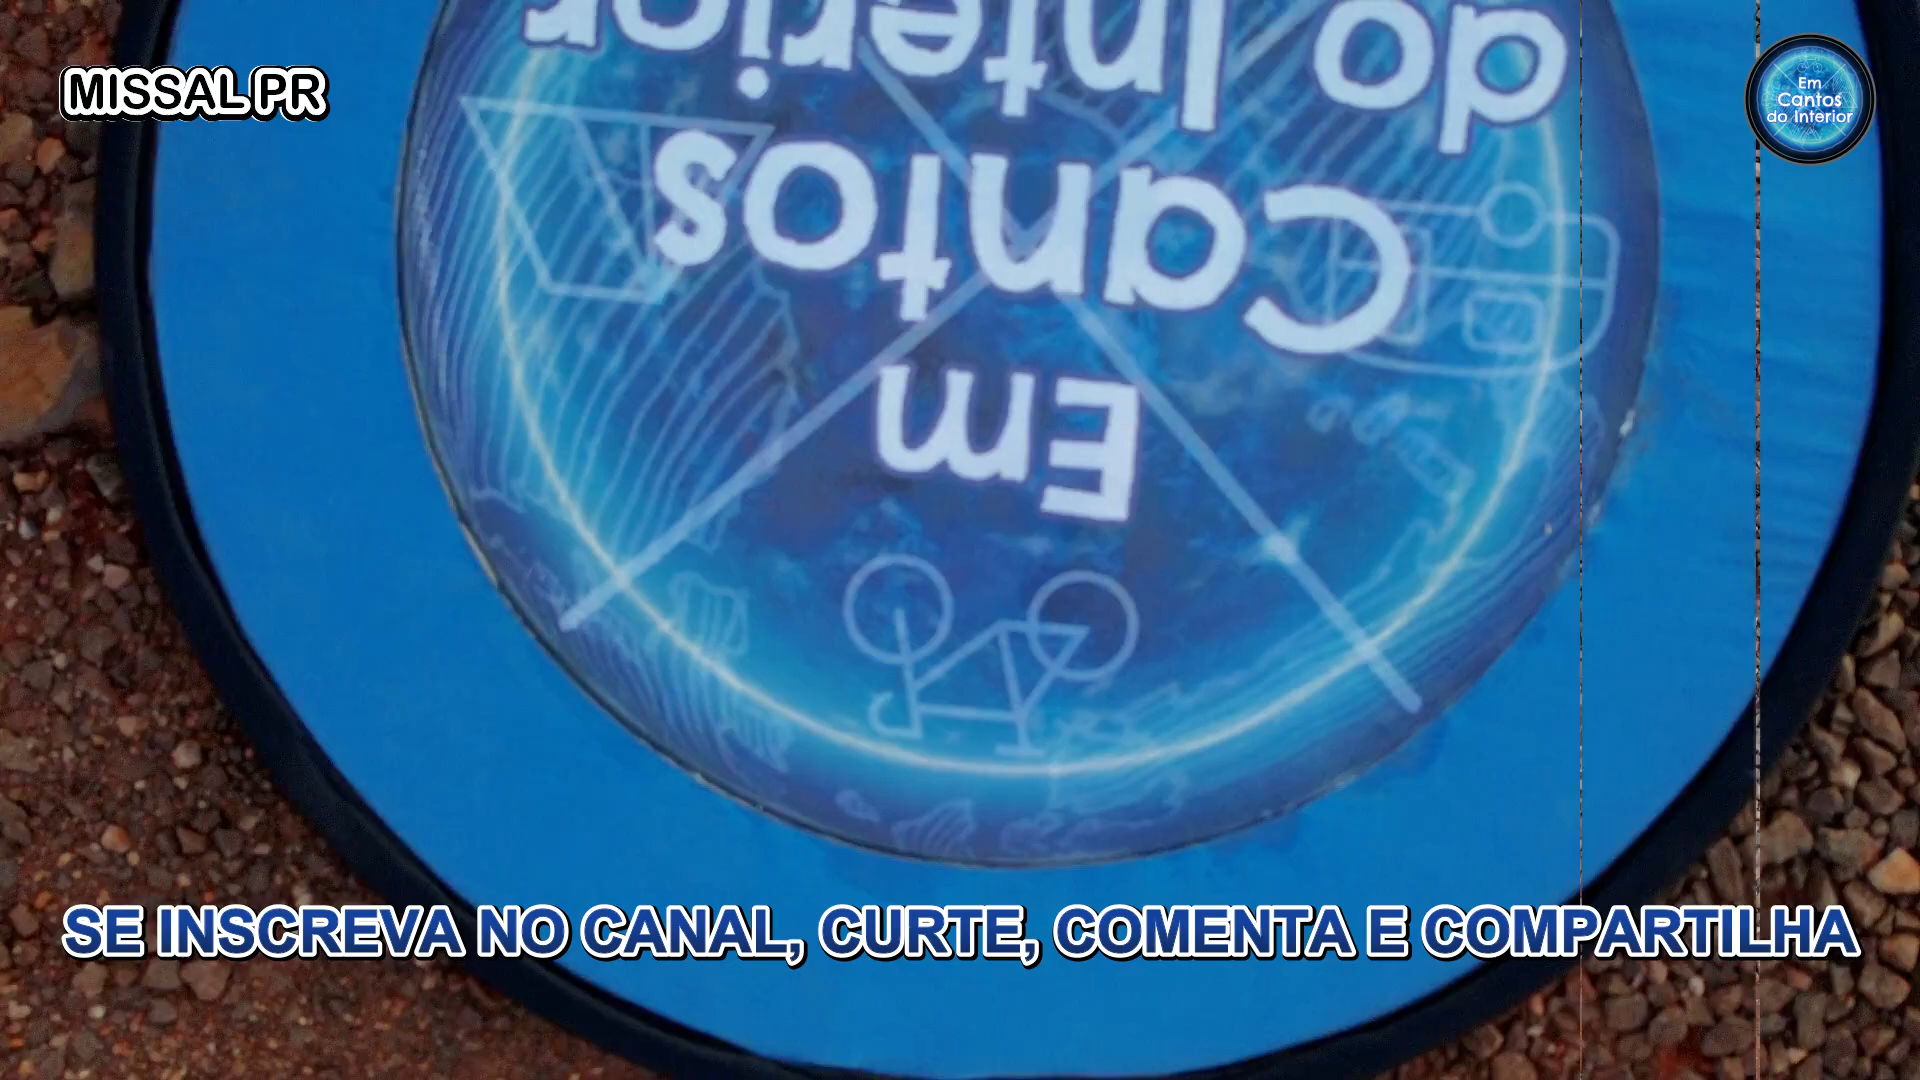 MISSAL PR
Em
Cantos
do Interior
Em
Cantos
do Interior
SE INSCREVA NO CANAL, CURTE, COMENTA E COMPARTILHA